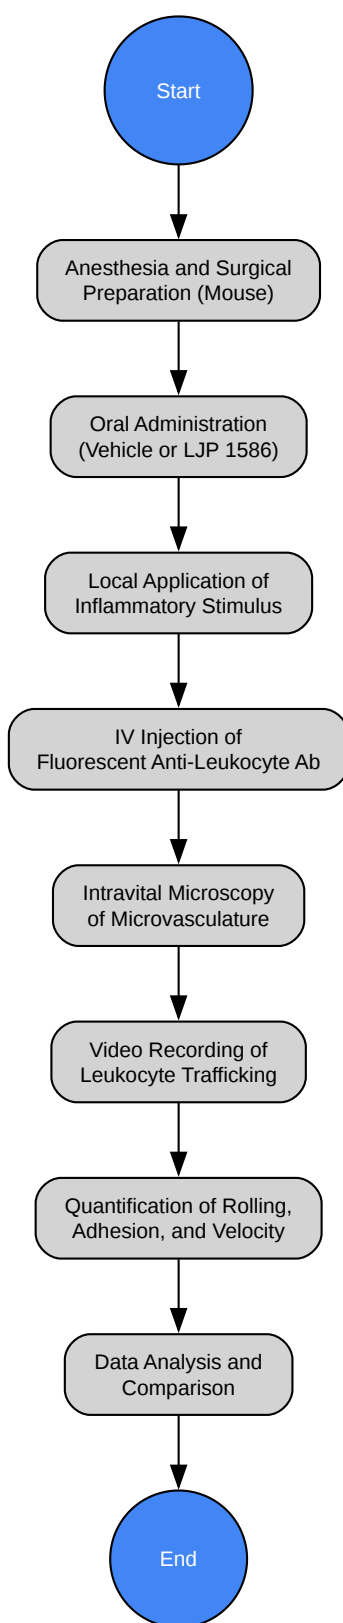 Start
Anesthesia and Surgical
Preparation (Mouse)
Oral Administration
(Vehicle or LJP 1586)
Local Application of
Inflammatory Stimulus
IV Injection of
Fluorescent Anti-Leukocyte Ab
Intravital Microscopy
of Microvasculature
Video Recording of
Leukocyte Trafficking
Quantification of Rolling,
Adhesion, and Velocity
Data Analysis and
Comparison
End